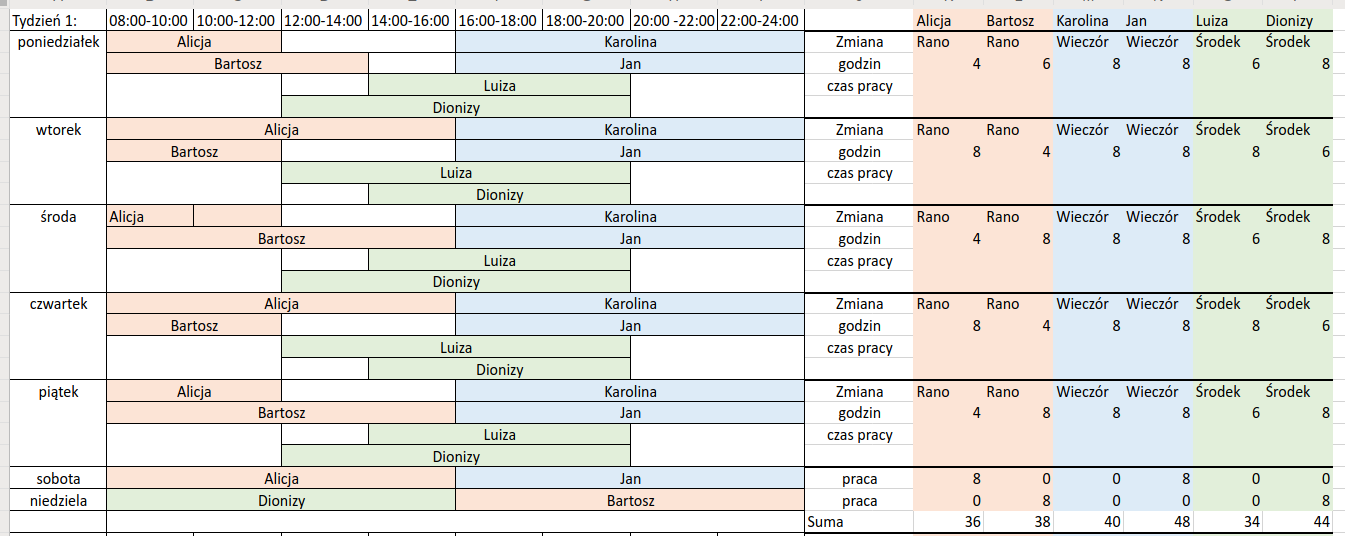 Tydzień 1: 08:00-10:00 10:00-12:00 12:00-14:00 14:00-16:00 16:00-18:00 18:00-20:00 20:00 -22:00 22:00-24:00 Alicja Bartosz Karolina Jan Luiza Dionizy
poniedziałek Alicja Karolina Zmiana Rano Rano Wieczór Wieczór Środek Środek
Bartosz Jan godzin 4 6 8 8 6 8
Luiza czas pracy
Dionizy
wtorek Alicja Karolina Zmiana Rano Rano Wieczór Wieczór Środek Środek
Bartosz Jan godzin 8 4 8 8 8 6
Luiza czas pracy
Dionizy
środa Alicja Karolina Zmiana Rano Rano Wieczór Wieczór Środek Środek
Bartosz Jan godzin 4 8 8 8 6 8
Luiza czas pracy
Dionizy
czwartek Alicja Karolina Zmiana Rano Rano Wieczór Wieczór Środek Środek
Bartosz Jan godzin 8 4 8 8 8 6
Luiza czas pracy
Dionizy
piątek Alicja Karolina Zmiana Rano Rano Wieczór Wieczór Środek Środek
Bartosz Jan godzin 4 8 8 8 6 8
Luiza czas pracy
Dionizy
sobota Alicja Jan praca 8 0 0 8 0 0
niedziela Dionizy Bartosz praca 0 8 0 0 0 8
Suma 36 38 40 48 34 44